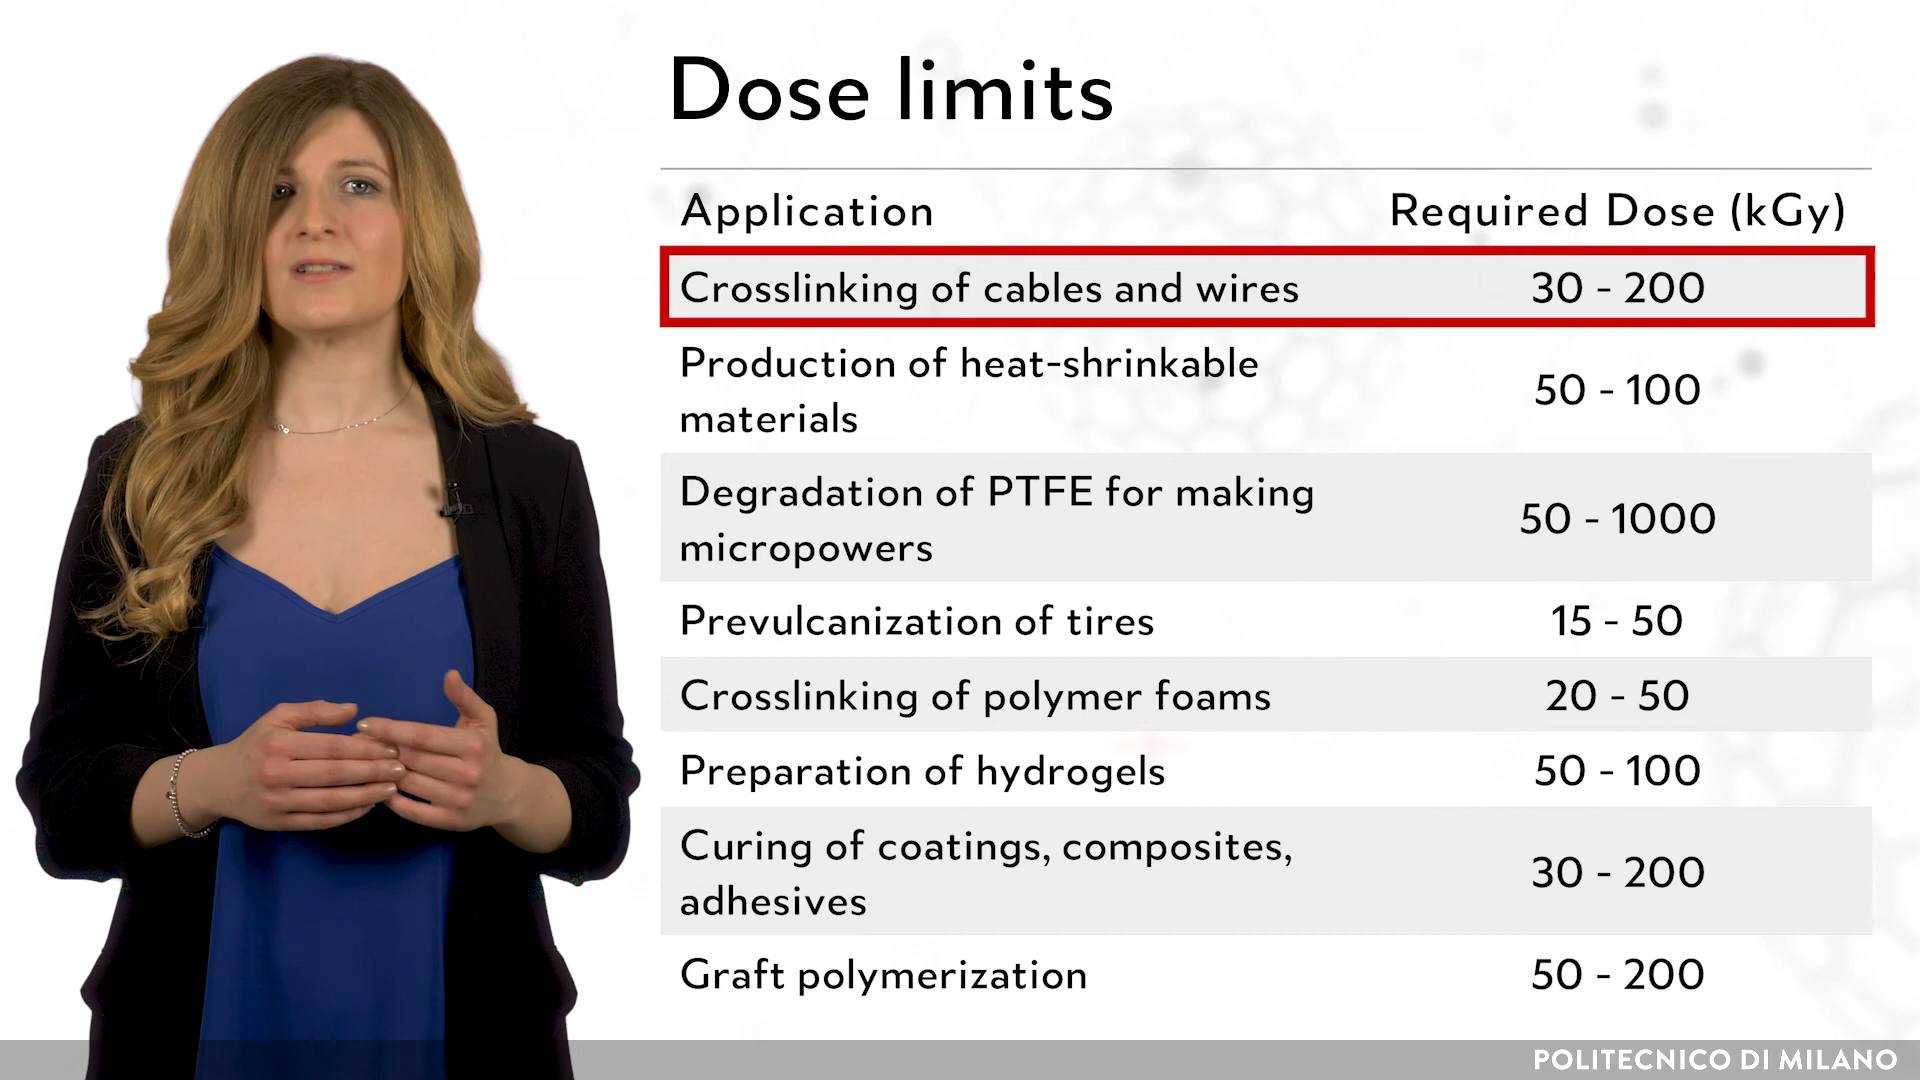 Dose limits
Application Required Dose (kGy)
Crosslinking of cables and wires 30 - 200
Production of heat-shrinkable
materials 50 - 100
Degradation of PTFE for making
micropowers 50 - 1000
Prevulcanization of tires 15 - 50
Crosslinking of polymer foams 20 - 50
Preparation of hydrogels 50 - 100
Curing of coatings, composites,
adhesives 30 - 200
Graft polymerization 50 - 200
POLITECNICO DI MILANO